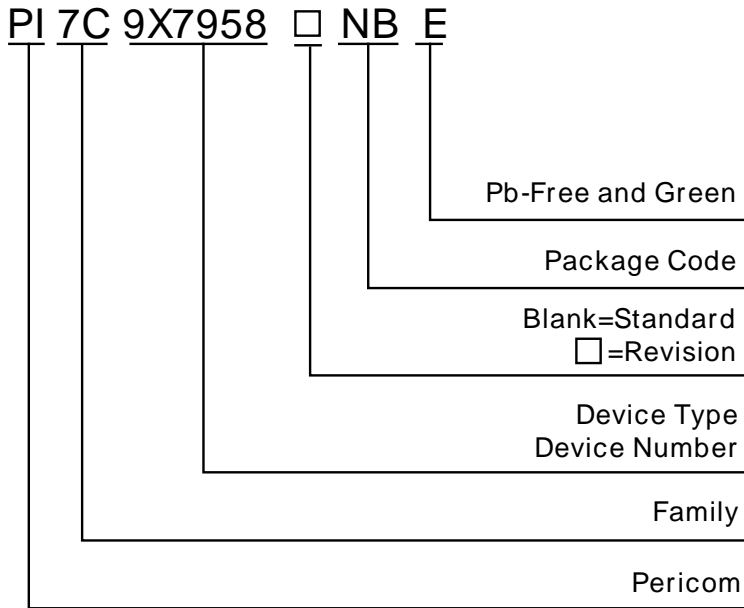 PI 7C 9X7958 □ NB E
Pb-Free and Green
Package Code
Blank=Standard
□=Revision
Device Type
Device Number
Family
Pericom